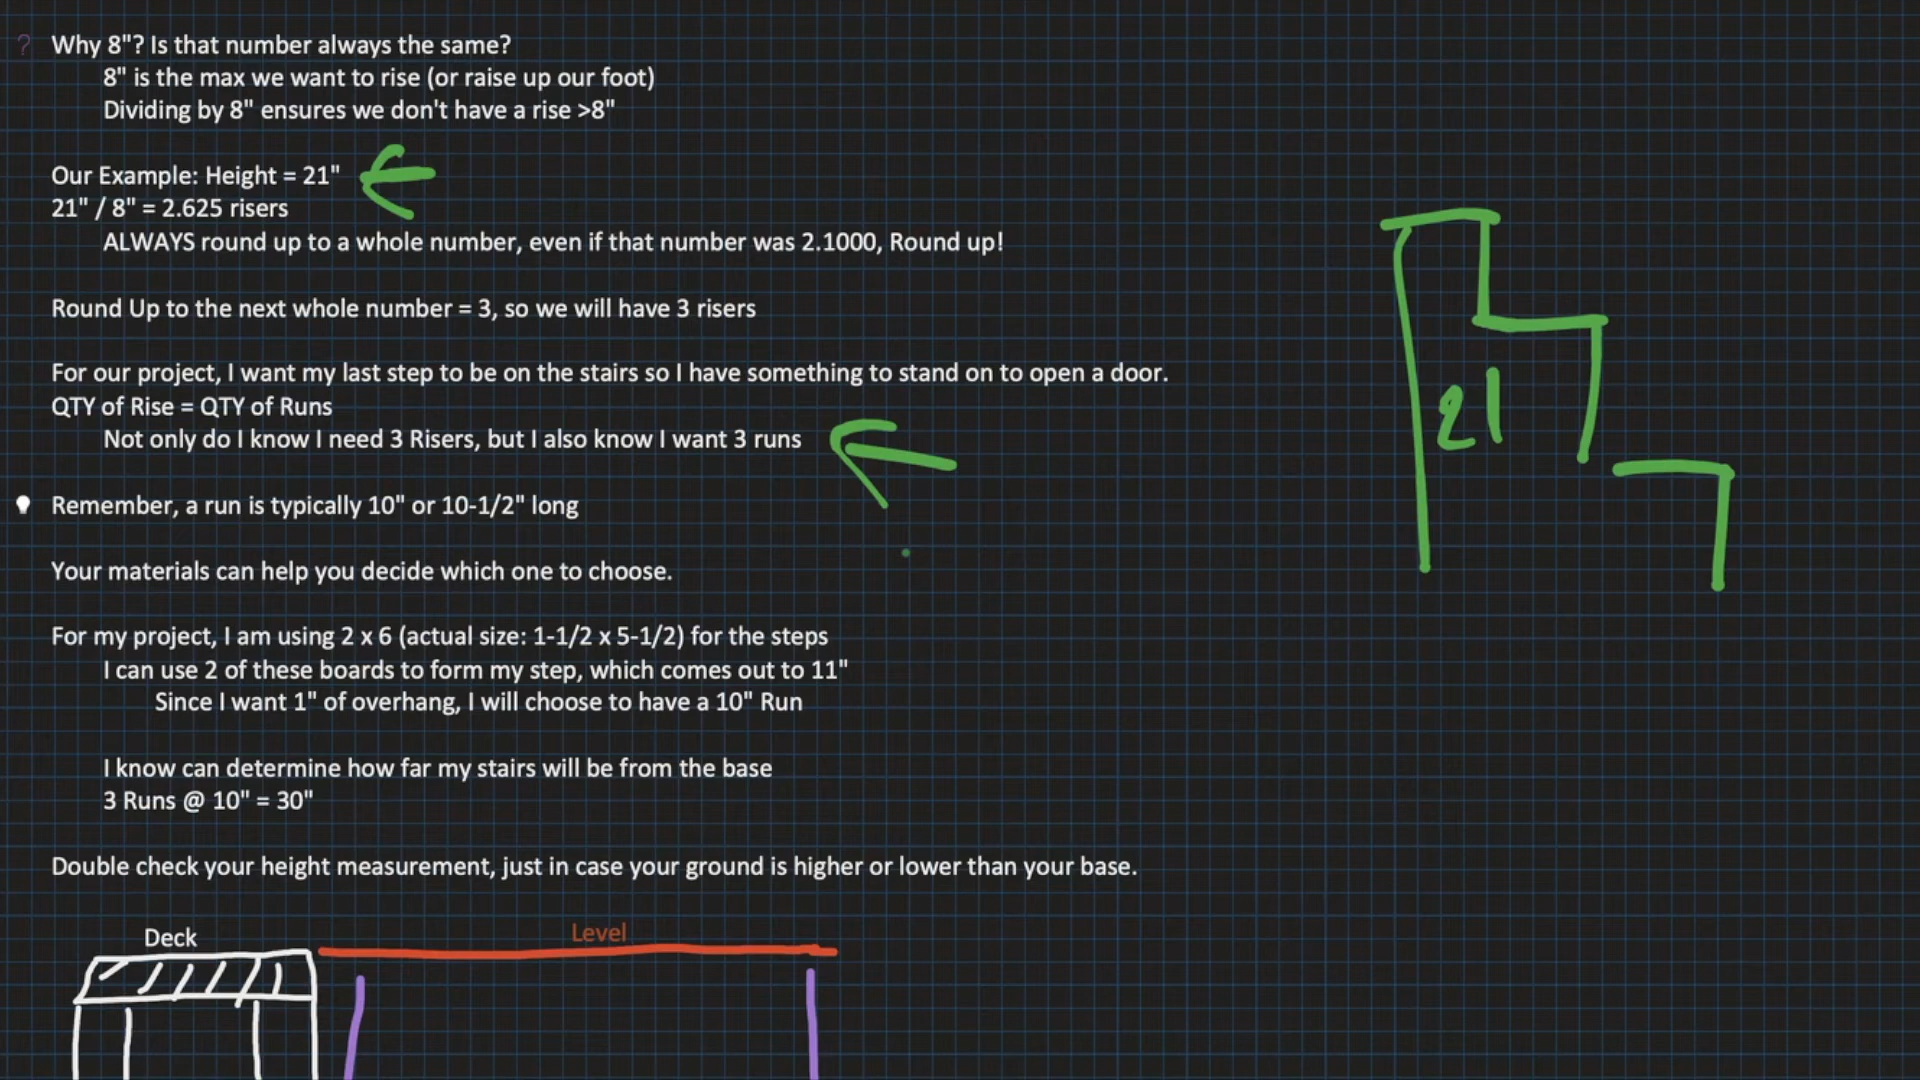 ? Why 8"? Is that number always the same?
8" is the max we want to rise (or raise up our foot)
Dividing by 8" ensures we don't have a rise >8"
Our Example: Height = 21"
21" / 8" = 2.625 risers
ALWAYS round up to a whole number, even if that number was 2.1000, Round up!
Round Up to the next whole number = 3, so we will have 3 risers
For our project, I want my last step to be on the stairs so I have something to stand on to open a door.
QTY of Rise = QTY of Runs
Not only do I know I need 3 Risers, but I also know I want 3 runs
21
Remember, a run is typically 10" or 10-1/2" long
Your materials can help you decide which one to choose.
For my project, I am using 2 x 6 (actual size: 1-1/2 x 5-1/2) for the steps
I can use 2 of these boards to form my step, which comes out to 11"
Since I want 1" of overhang, I will choose to have a 10" Run
I know can determine how far my stairs will be from the base
3 Runs @ 10" = 30"
Double check your height measurement, just in case your ground is higher or lower than your base.
Deck
Level